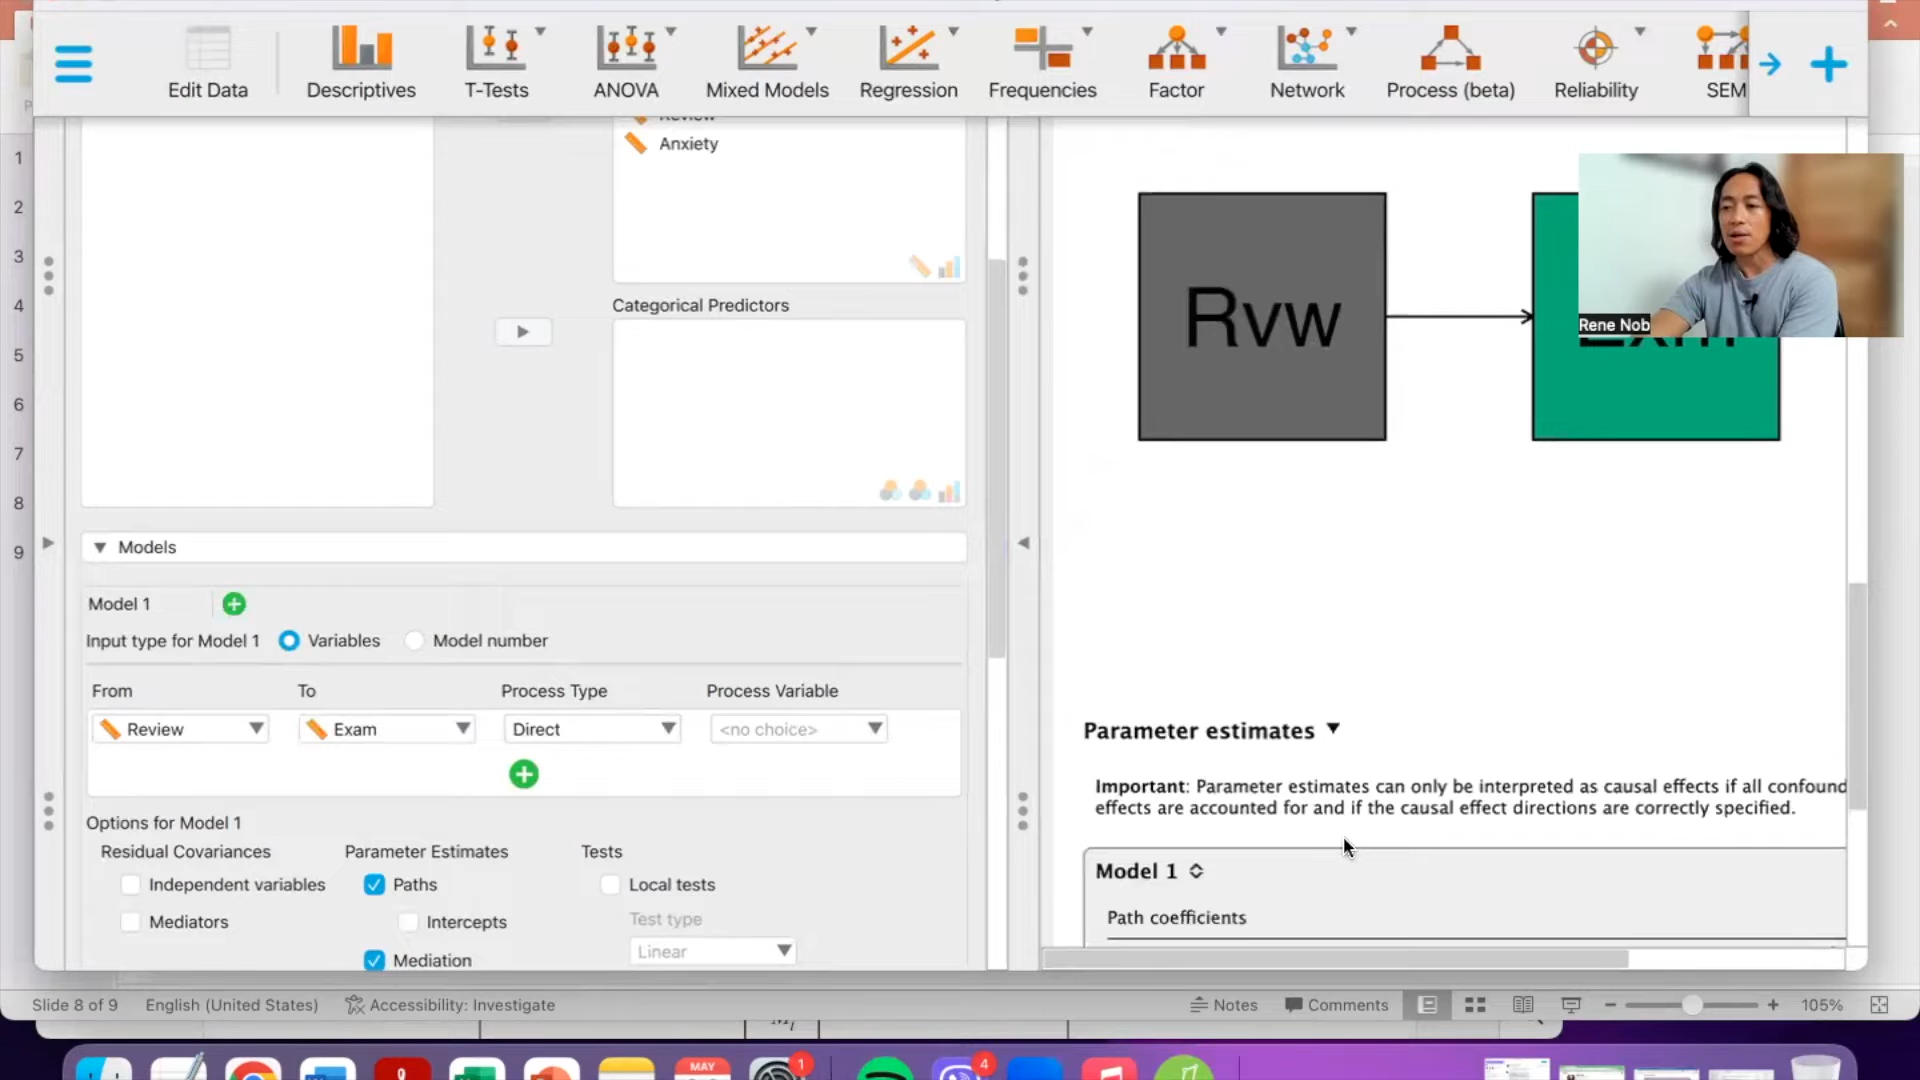 Edit Data
Descriptives
T-Tests
ANOVA
Mixed Models
Regression
Frequencies
Factor
Network
Process (beta)
Reliability
SEM
1
2
3
4
5
6
7
8
9
Review
Anxiety
Categorical Predictors
Models
Model 1
Input type for Model 1 Variables Model number
From To Process Type Process Variable
Review Exam Direct <no choice>
Options for Model 1
Residual Covariances Parameter Estimates Tests
Independent variables Paths Local tests
Mediators Intercepts Test type
Mediation Linear
Rvw
Exm
Rene Nob
Parameter estimates
Important: Parameter estimates can only be interpreted as causal effects if all confound
effects are accounted for and if the causal effect directions are correctly specified.
Model 1
Path coefficients
Slide 8 of 9 English (United States) Accessibility: Investigate Notes Comments 105%
MAY
1
4